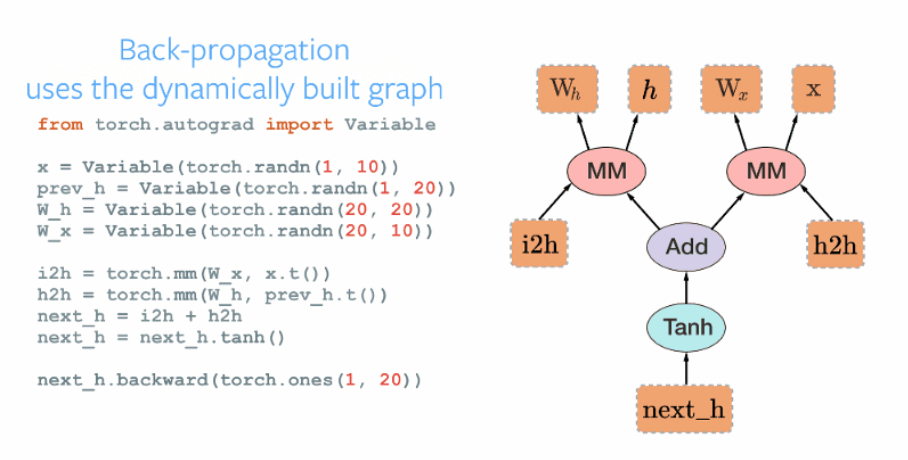 Back-propagation
uses the dynamically built graph
from torch.autograd import Variable
x = Variable(torch.randn(1, 10))
prev_h = Variable(torch.randn(1, 20))
W_h = Variable(torch.randn(20, 20))
W_x = Variable(torch.randn(20, 10))
i2h = torch.mm(W_x, x.t())
h2h = torch.mm(W_h, prev_h.t())
next_h = i2h + h2h
next_h = next_h.tanh()
next_h.backward(torch.ones(1, 20))
W_h h W_x x
MM MM
i2h Add h2h
Tanh
next_h